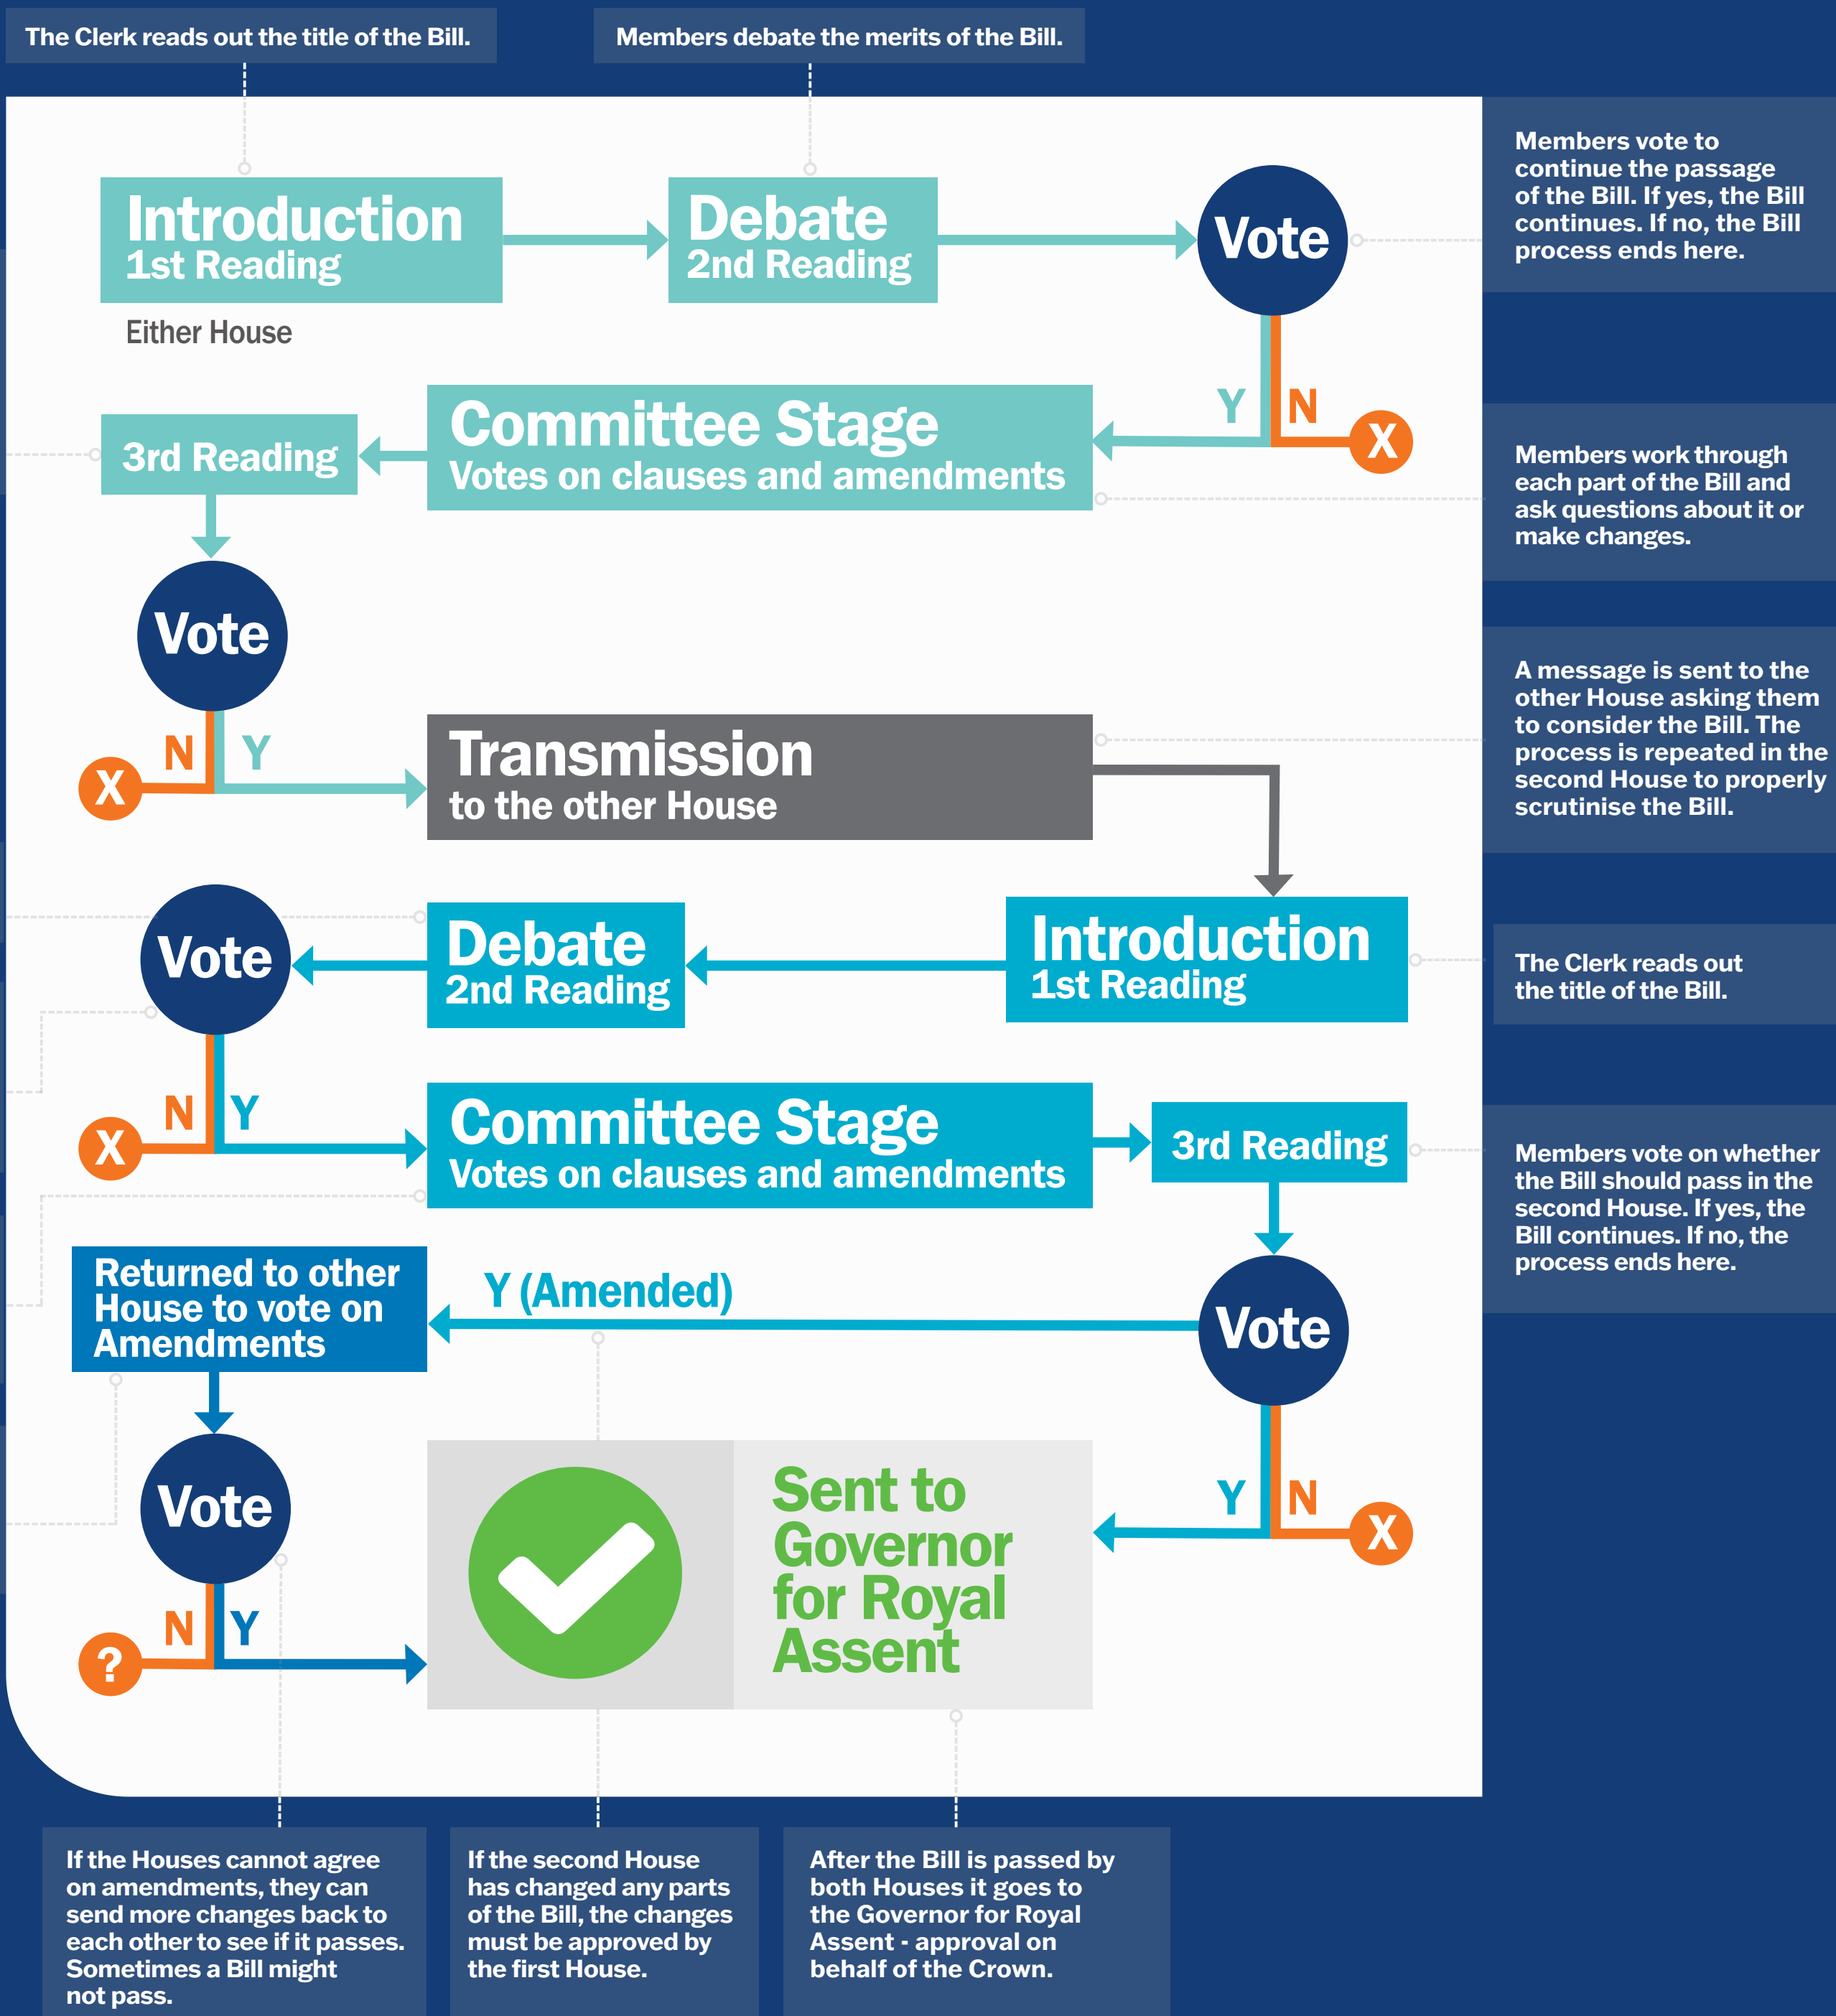 The Clerk reads out the title of the Bill.
Members debate the merits of the Bill.
Introduction
1st Reading
Either House
Debate
2nd Reading
Vote
Members vote to
continue the passage
of the Bill. If yes, the Bill
continues. If no, the Bill
process ends here.
Y
N
X
Committee Stage
Votes on clauses and amendments
Members work through
each part of the Bill and
ask questions about it or
make changes.
3rd Reading
Vote
N
Y
X
Transmission
to the other House
A message is sent to the
other House asking them
to consider the Bill. The
process is repeated in the
second House to properly
scrutinise the Bill.
Introduction
1st Reading
The Clerk reads out
the title of the Bill.
Debate
2nd Reading
Vote
N
Y
X
Committee Stage
Votes on clauses and amendments
3rd Reading
Members vote on whether
the Bill should pass in the
second House. If yes, the
Bill continues. If no, the
process ends here.
Vote
Y (Amended)
Returned to other
House to vote on
Amendments
Y
N
X
Vote
N
Y
?
Sent to
Governor
for Royal
Assent
If the Houses cannot agree
on amendments, they can
send more changes back to
each other to see if it passes.
Sometimes a Bill might
not pass.
If the second House
has changed any parts
of the Bill, the changes
must be approved by
the first House.
After the Bill is passed by
both Houses it goes to
the Governor for Royal
Assent - approval on
behalf of the Crown.